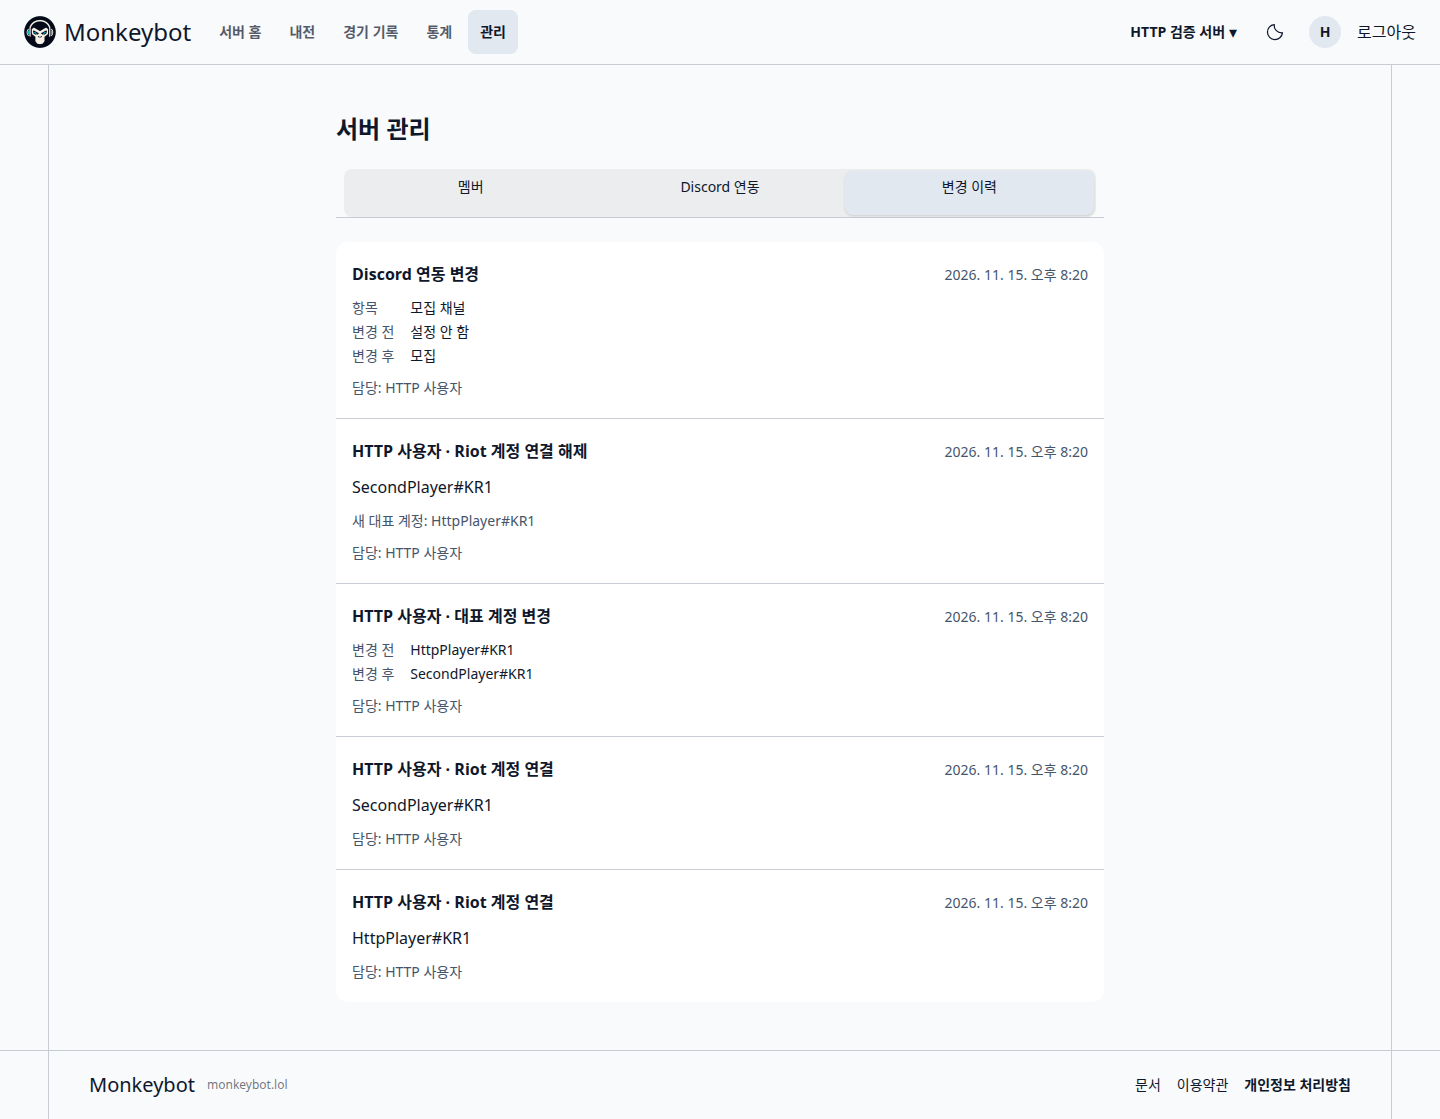 Monkeybot 서버 홈 내전 경기 기록 통계 관리 HTTP 검증 서버 ▾ H 로그아웃
서버 관리
멤버 Discord 연동 변경 이력
Discord 연동 변경 2026. 11. 15. 오후 8:20
항목 모집 채널
변경 전 설정 안 함
변경 후 모집
담당: HTTP 사용자
HTTP 사용자 · Riot 계정 연결 해제 2026. 11. 15. 오후 8:20
SecondPlayer#KR1
새 대표 계정: HttpPlayer#KR1
담당: HTTP 사용자
HTTP 사용자 · 대표 계정 변경 2026. 11. 15. 오후 8:20
변경 전 HttpPlayer#KR1
변경 후 SecondPlayer#KR1
담당: HTTP 사용자
HTTP 사용자 · Riot 계정 연결 2026. 11. 15. 오후 8:20
SecondPlayer#KR1
담당: HTTP 사용자
HTTP 사용자 · Riot 계정 연결 2026. 11. 15. 오후 8:20
HttpPlayer#KR1
담당: HTTP 사용자
Monkeybot monkeybot.lol 문서 이용약관 개인정보 처리방침